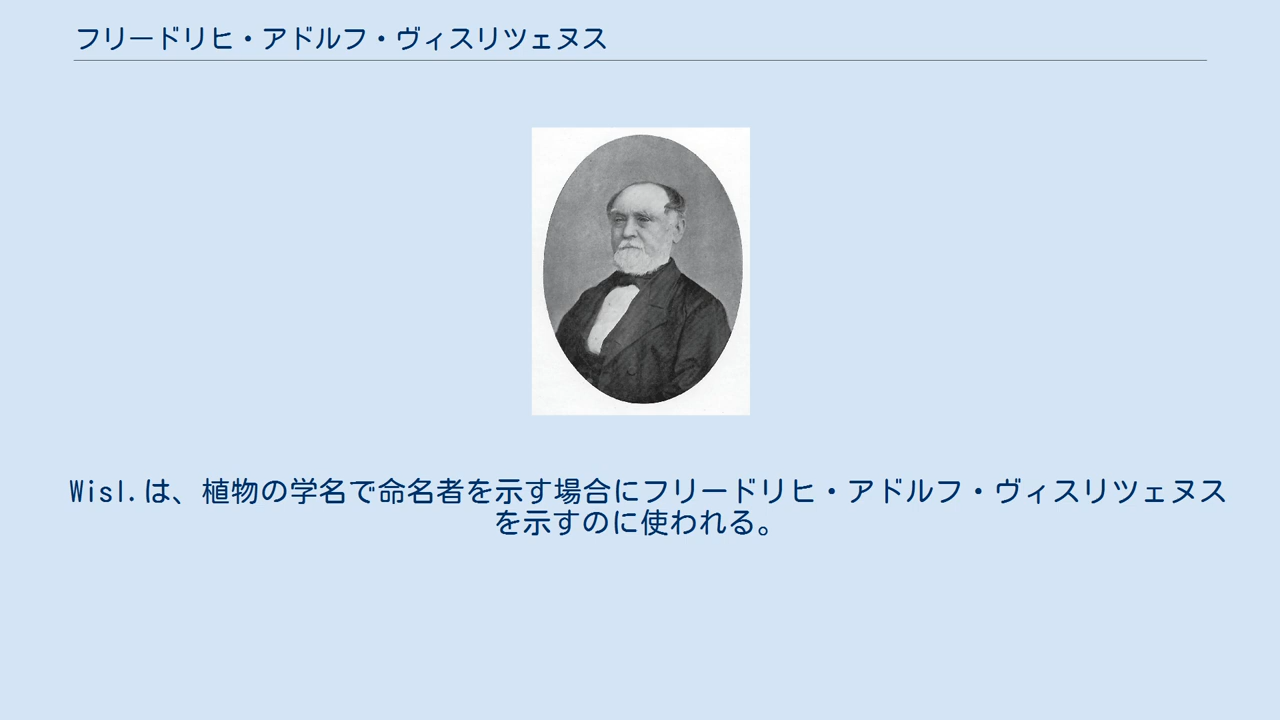 フリードリヒ・アドルフ・ヴィスリツェヌス
Wisl.は、植物の学名で命名者を示す場合にフリードリヒ・アドルフ・ヴィスリツェヌス
を示すのに使われる。